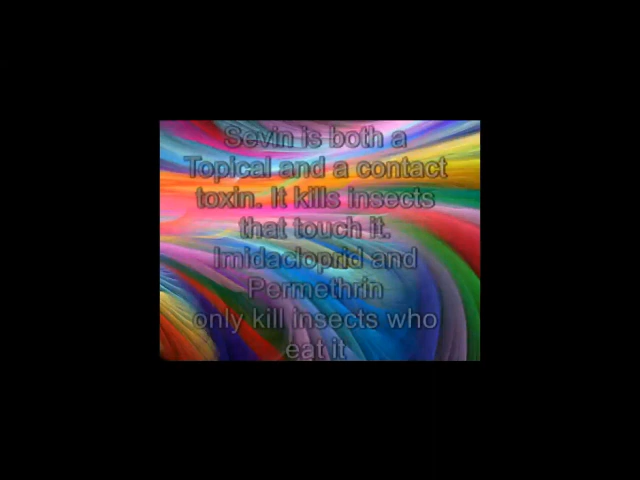 Sevin is both a
Topical and a contact
toxin. It kills insects
that touch it.
Imidacloprid and
Permethrin
only kill insects who
eat it